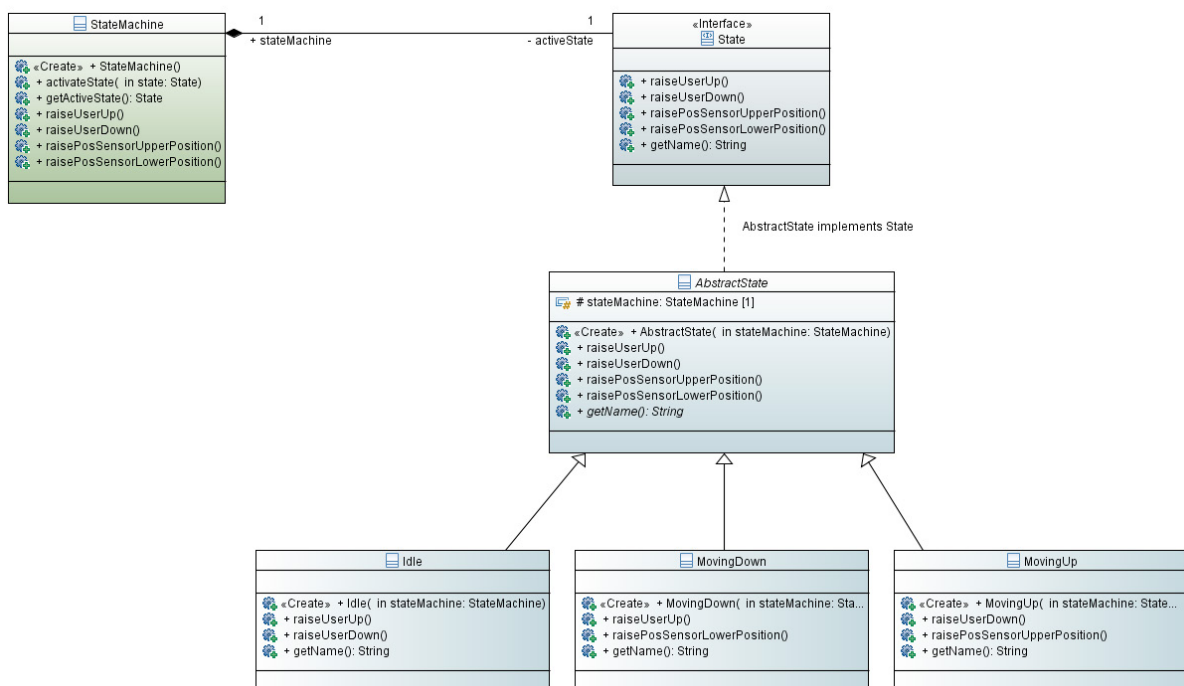 StateMachine
«Create» + StateMachine()
+ activateState( in state: State)
+ getActiveState(): State
+ raiseUserUp()
+ raiseUserDown()
+ raisePosSensorUpperPosition()
+ raisePosSensorLowerPosition()
1
+ stateMachine
1
- activeState
«Interface»
State
+ raiseUserUp()
+ raiseUserDown()
+ raisePosSensorUpperPosition()
+ raisePosSensorLowerPosition()
+ getName(): String
AbstractState implements State
AbstractState
# stateMachine: StateMachine [1]
«Create» + AbstractState( in stateMachine: StateMachine)
+ raiseUserUp()
+ raiseUserDown()
+ raisePosSensorUpperPosition()
+ raisePosSensorLowerPosition()
+ getName(): String
Idle
«Create» + Idle( in stateMachine: StateMachine)
+ raiseUserUp()
+ raiseUserDown()
+ getName(): String
MovingDown
«Create» + MovingDown( in stateMachine: Sta...
+ raiseUserUp()
+ raisePosSensorLowerPosition()
+ getName(): String
MovingUp
«Create» + MovingUp( in stateMachine: State...
+ raiseUserDown()
+ raisePosSensorUpperPosition()
+ getName(): String